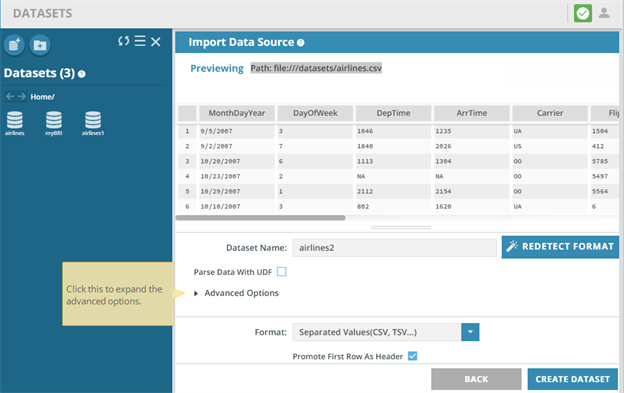 DATASETS
Datasets (3)
Home/
airlines myBRI airlines1
Click this to expand the
advanced options.
Import Data Source
Previewing Path: file:///datasets/airlines.csv
MonthDayYear DayOfWeek DepTime ArrTime Carrier Flig
1 9/5/2007 3 1046 1235 UA 1504
2 9/2/2007 7 1840 2026 US 412
3 10/20/2007 6 1113 1304 OO 5785
4 10/23/2007 2 NA NA OO 5497
5 10/29/2007 1 2112 2154 OO 5564
6 10/10/2007 3 802 1620 UA 6
Dataset Name: airlines2 REDETECT FORMAT
Parse Data With UDF
Advanced Options
Format: Separated Values(CSV, TSV...)
Promote First Row As Header
BACK CREATE DATASET